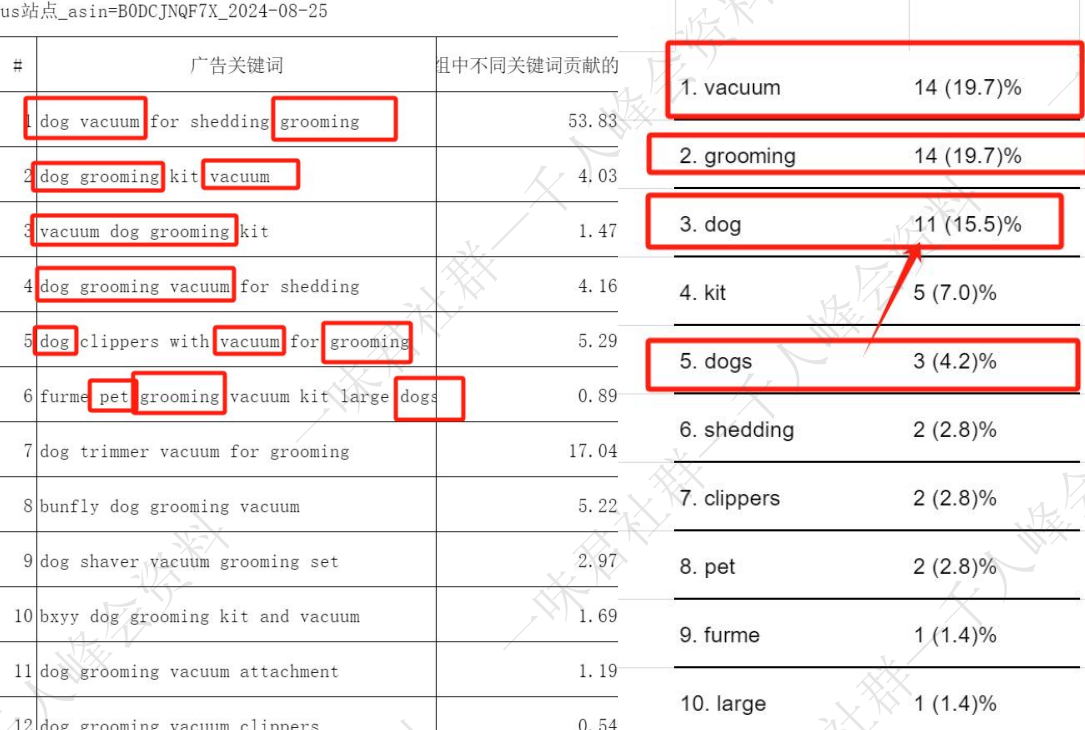 us站点_asin=B0DCJNQF7X_2024-08-25
# 广告关键词 组中不同关键词贡献的
1 dog vacuum for shedding grooming 53.83
2 dog grooming kit vacuum 4.03
3 vacuum dog grooming kit 1.47
4 dog grooming vacuum for shedding 4.16
5 dog clippers with vacuum for grooming 5.29
6 furme pet grooming vacuum kit large dogs 0.89
7 dog trimmer vacuum for grooming 17.04
8 bunfly dog grooming vacuum 5.22
9 dog shaver vacuum grooming set 2.97
10 bxyy dog grooming kit and vacuum 1.69
11 dog grooming vacuum attachment 1.19
12 dog grooming vacuum clippers 0.54
1. vacuum 14 (19.7)%
2. grooming 14 (19.7)%
3. dog 11 (15.5)%
4. kit 5 (7.0)%
5. dogs 3 (4.2)%
6. shedding 2 (2.8)%
7. clippers 2 (2.8)%
8. pet 2 (2.8)%
9. furme 1 (1.4)%
10. large 1 (1.4)%
一味君社群一千人峰会资料